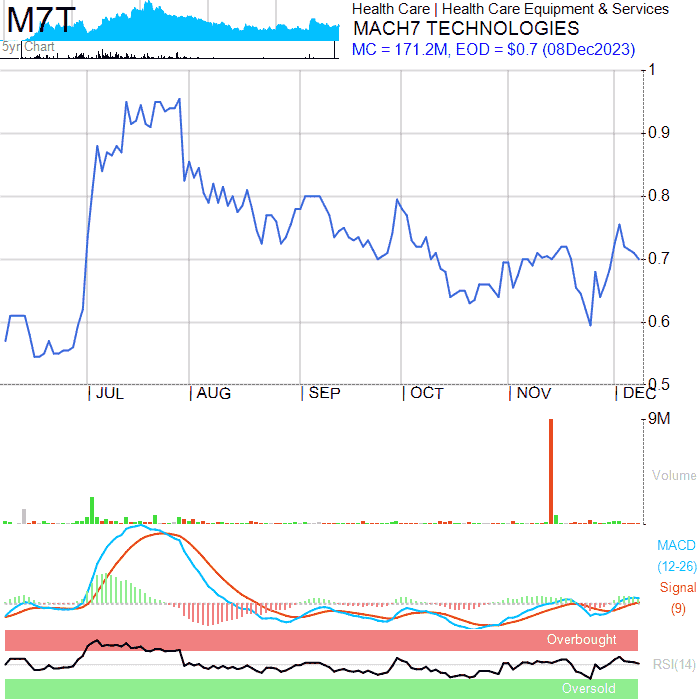 M7T
5yr Chart
Health Care | Health Care Equipment & Services
MACH7 TECHNOLOGIES
MC = 171.2M, EOD = $0.7 (08Dec2023)
1
0.9
0.8
0.7
0.6
0.5
JUL AUG SEP OCT NOV DEC
9M
Volume
MACD
(12-26)
Signal
(9)
Overbought
RSI(14)
Oversold